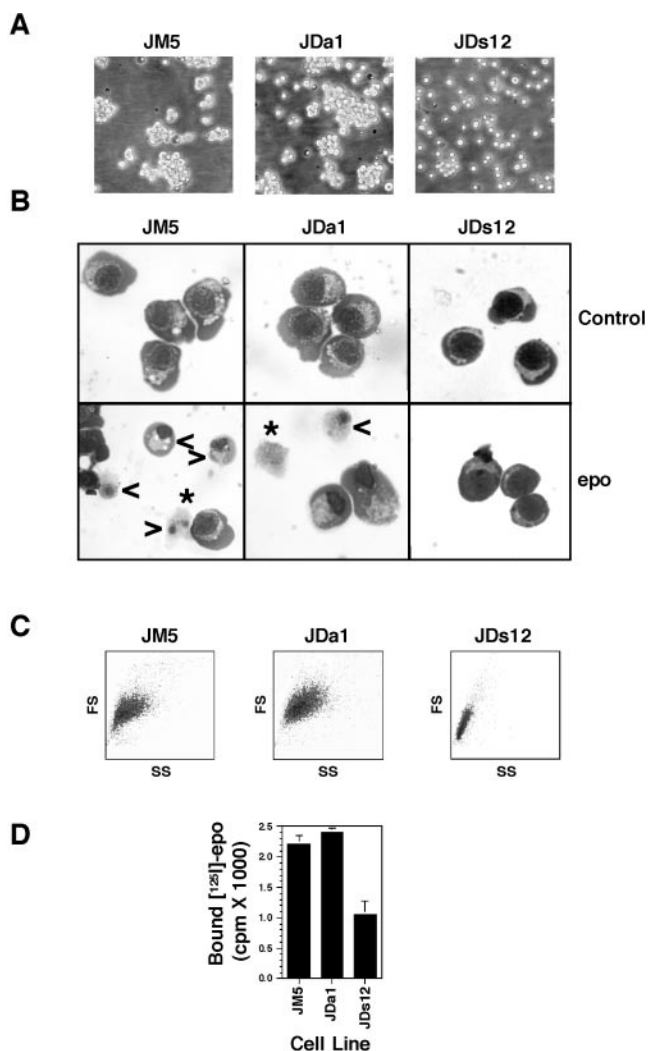 A
JM5 JDa1 JDs12
B
JM5 JDa1 JDs12
Control
< > < > * * <
epo
C
JM5 JDa1 JDs12
FS FS FS
SS SS SS
D
Bound [¹²⁵I]-epo
(cpm X 1000)
2.5
2.0
1.5
1.0
0.5
0.0
JM5 JDa1 JDs12
Cell Line